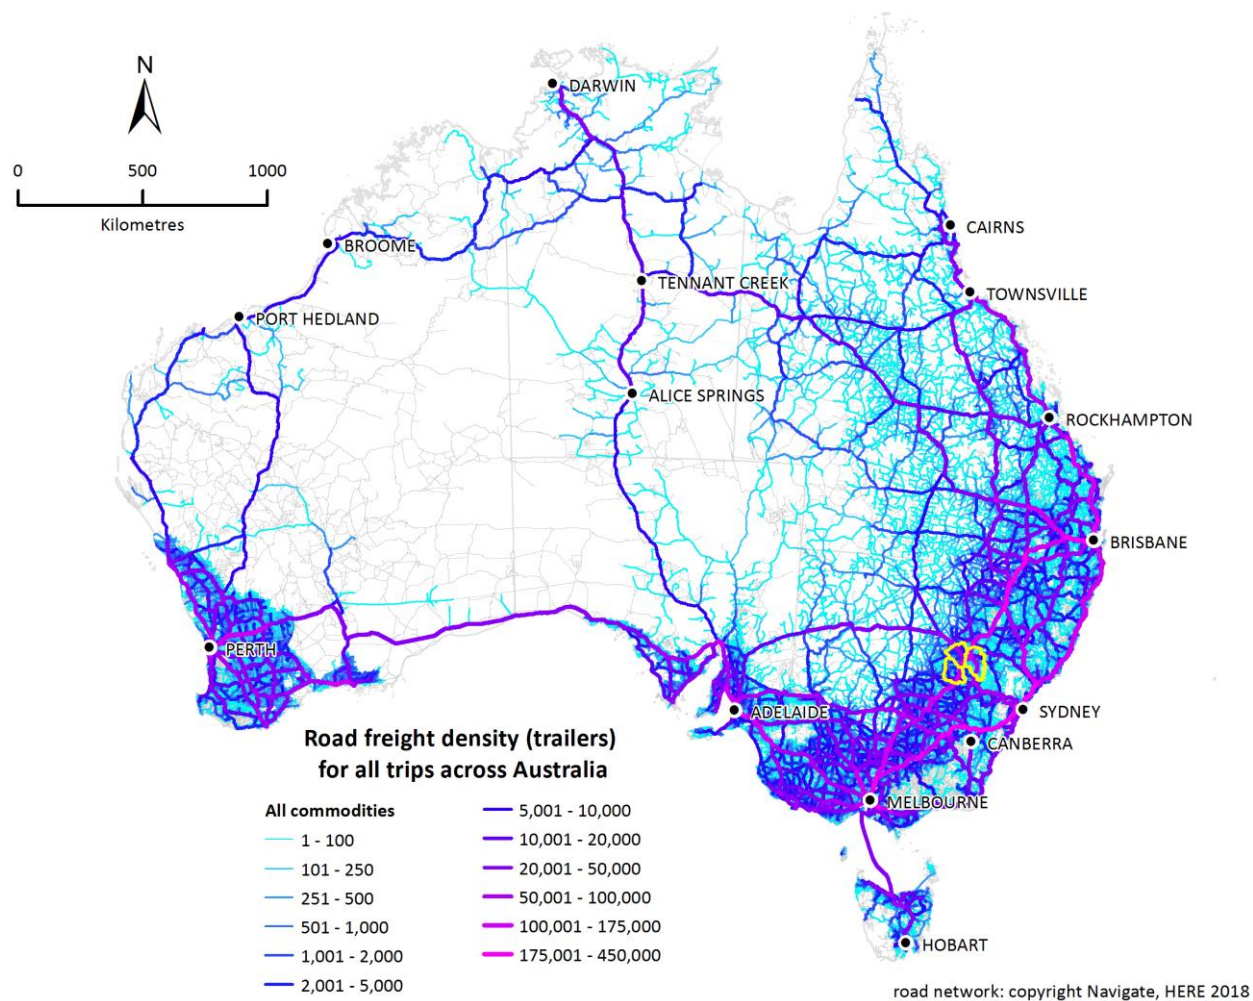 N
0 500 1000
Kilometres
DARWIN
CAIRNS
BROOME
TENNANT CREEK
TOWNSVILLE
PORT HEDLAND
ALICE SPRINGS
ROCKHAMPTON
BRISBANE
PERTH
ADELAIDE
SYDNEY
CANBERRA
MELBOURNE
HOBART
Road freight density (trailers)
for all trips across Australia
All commodities
1 - 100
101 - 250
251 - 500
501 - 1,000
1,001 - 2,000
2,001 - 5,000
5,001 - 10,000
10,001 - 20,000
20,001 - 50,000
50,001 - 100,000
100,001 - 175,000
175,001 - 450,000
road network: copyright Navigate, HERE 2018